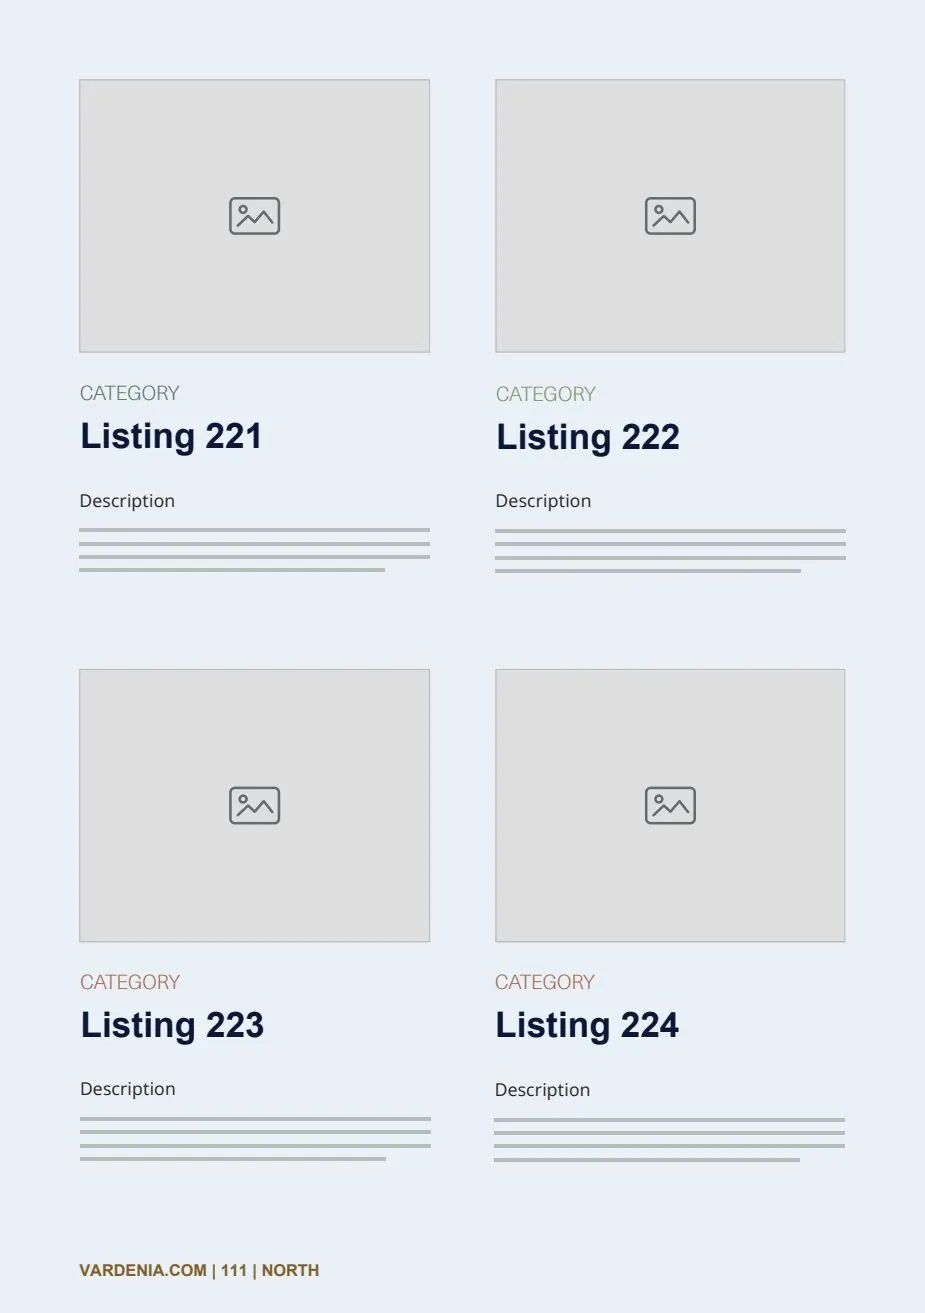 CATEGORY
Listing 221
Description
CATEGORY
Listing 222
Description
CATEGORY
Listing 223
Description
CATEGORY
Listing 224
Description
VARDENIA.COM | 111 | NORTH